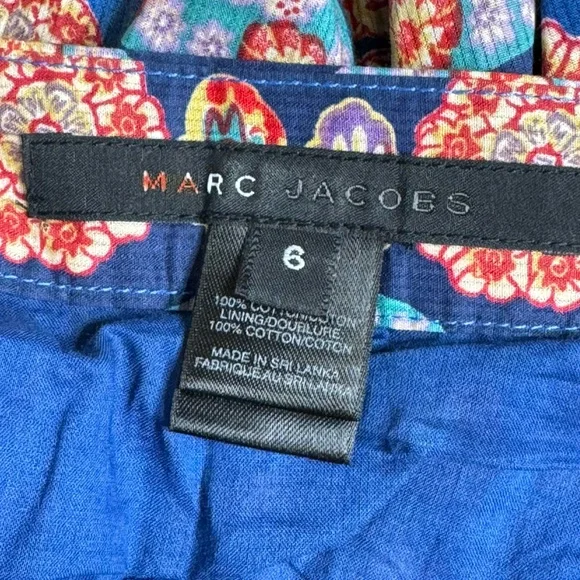 MARC JACOBS
6
100% COTTON/COTON
LINING/DOUBLURE
100% COTTON/COTON
MADE IN SRI LANKA
FABRIQUE AU SRI LANKA